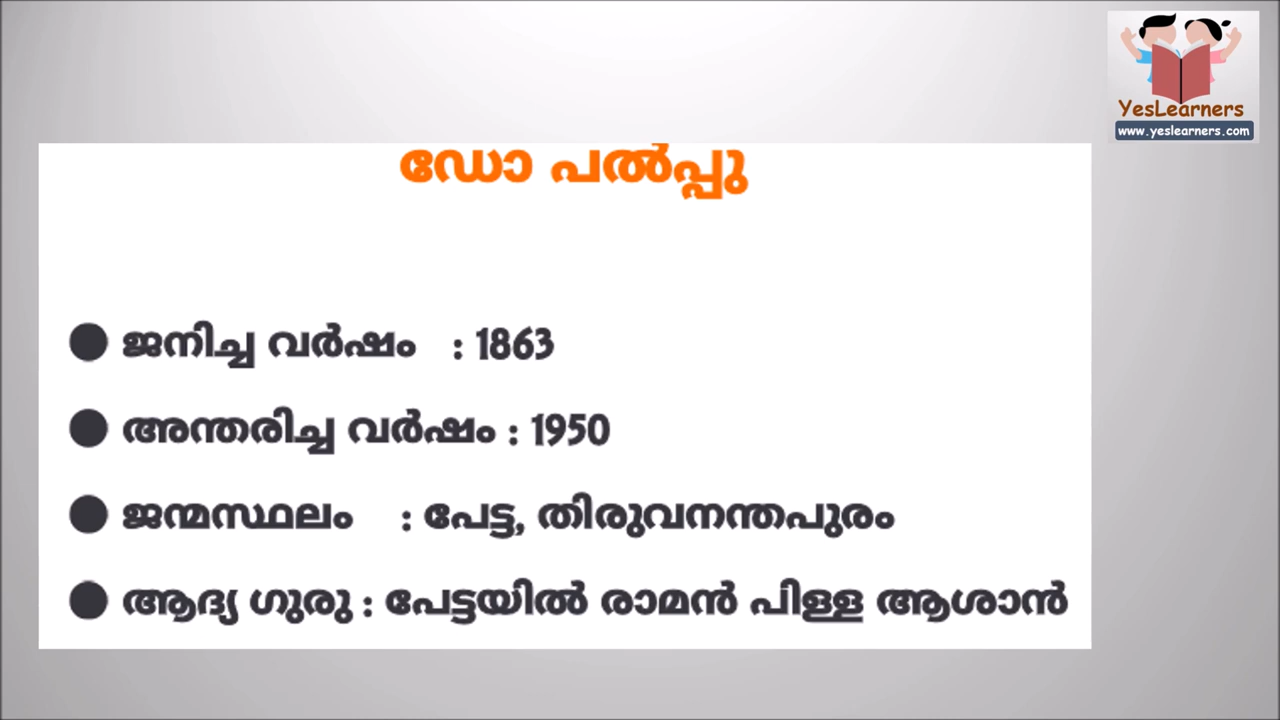 YesLearners
www.yeslearners.com
ഡോ പൽപ്പു
ജനിച്ച വർഷം : 1863
അന്തരിച്ച വർഷം : 1950
ജന്മസ്ഥലം : പേട്ട, തിരുവനന്തപുരം
ആദ്യ ഗുരു : പേട്ടയിൽ രാമൻ പിള്ള ആശാൻ